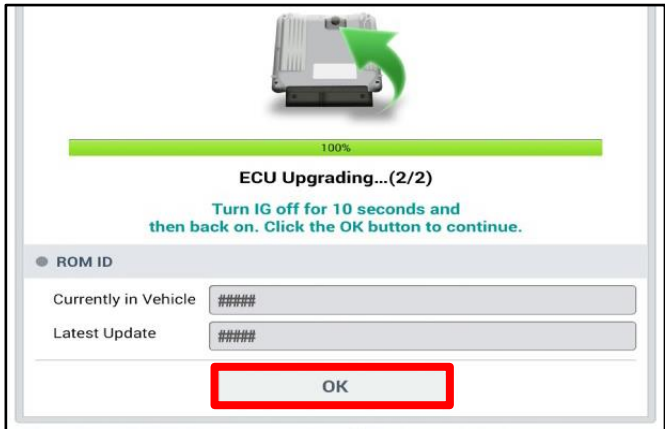 100%
ECU Upgrading...(2/2)
Turn IG off for 10 seconds and
then back on. Click the OK button to continue.
ROM ID
Currently in Vehicle #####
Latest Update #####
OK